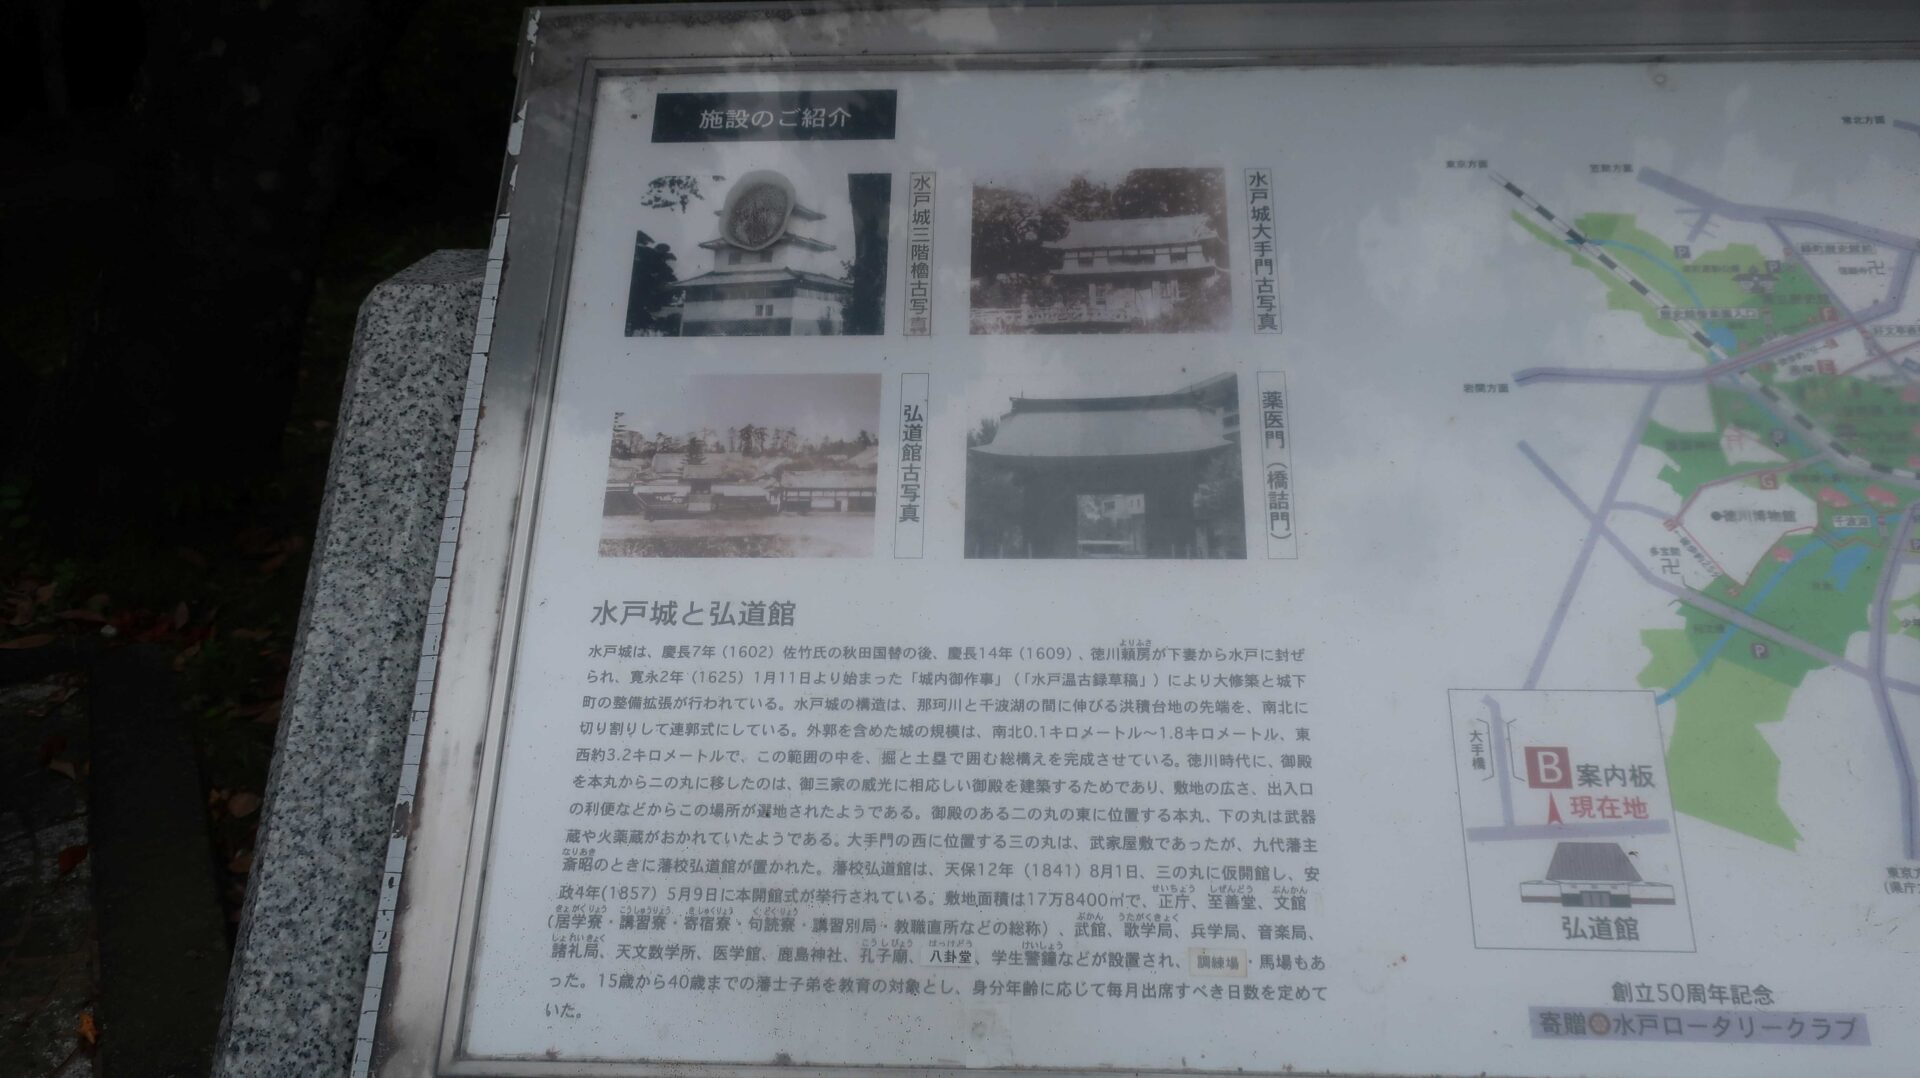 施設のご紹介
水戸城三階櫓古写真
水戸城大手門古写真
弘道館古写真
薬医門(橋詰門)
水戸城と弘道館
水戸城は、慶長7年(1602)佐竹氏の秋田国替の後、慶長14年(1609)、徳川頼房が下妻から水戸に封ぜ
られ、寛永2年(1625)1月11日より始まった「城内御作事」(「水戸温古録草稿」)により大修築と城下
町の整備拡張が行われている。水戸城の構造は、那珂川と千波湖の間に伸びる洪積台地の先端を、南北に
切り割りして連郭式にしている。外郭を含めた城の規模は、南北0.1キロメートル〜1.8キロメートル、東
西約3.2キロメートルで、この範囲の中を、掘と土塁で囲む総構えを完成させている。徳川時代に、御殿
を本丸から二の丸に移したのは、御三家の威光に相応しい御殿を建築するためであり、敷地の広さ、出入口
の利便などからこの場所が選地されたようである。御殿のある二の丸の東に位置する本丸、下の丸は武器
蔵や火薬蔵がおかれていたようである。大手門の西に位置する三の丸は、武家屋敷であったが、九代藩主
斎昭のときに藩校弘道館が置かれた。藩校弘道館は、天保12年(1841)8月1日、三の丸に仮開館し、安
政4年(1857)5月9日に本開館式が挙行されている。敷地面積は17万8400㎡で、正庁、至善堂、文館
(居学寮・講習寮・寄宿寮・句読寮・講習別局・教職直所などの総称)、武館、歌学局、兵学局、音楽局、
諸礼局、天文数学所、医学館、鹿島神社、孔子廟、八卦堂、学生警鐘などが設置され、調練場・馬場もあ
った。15歳から40歳までの藩士子弟を教育の対象とし、身分年齢に応じて毎月出席すべき日数を定めて
いた。
東京方面
笠間方面
岩間方面
徳川博物館
千波湖
P
G
大手橋
B 案内板
現在地
弘道館
創立50周年記念
寄贈 水戸ロータリークラブ